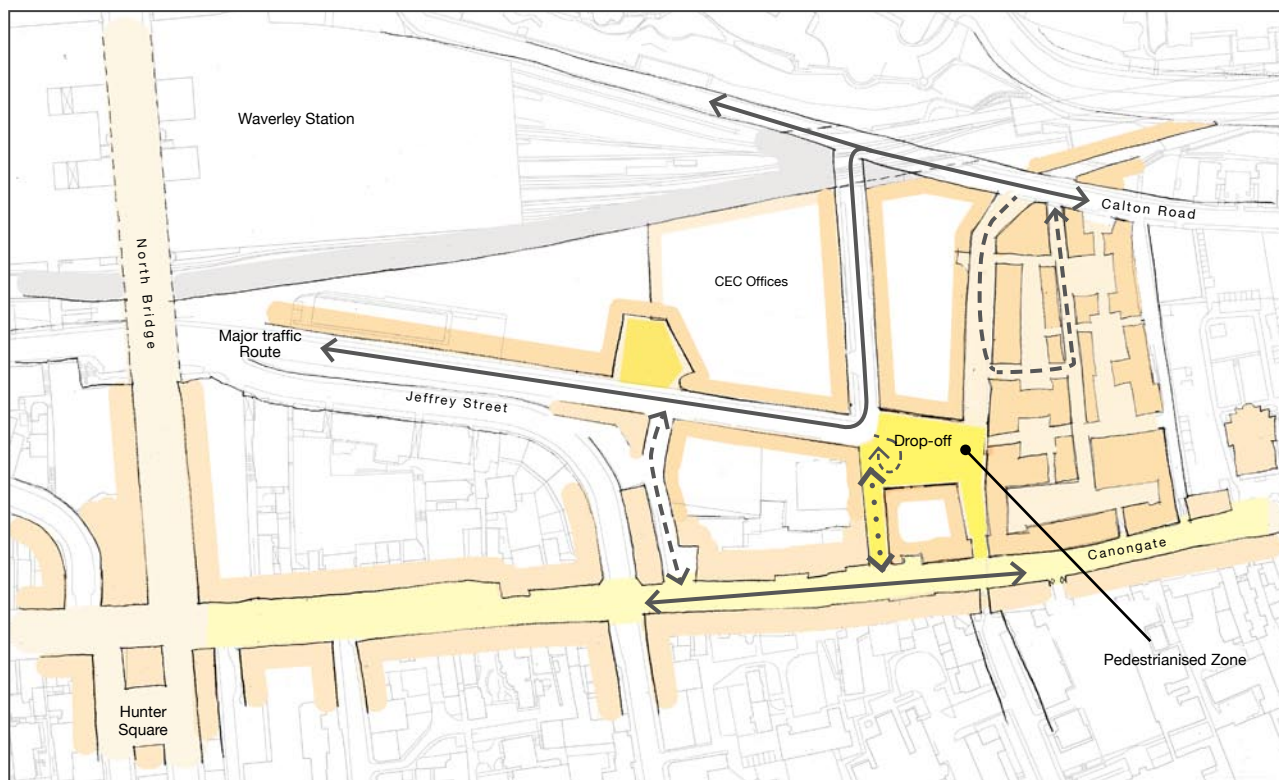 Waverley Station
Calton Road
North Bridge
CEC Offices
Major traffic
Route
Jeffrey Street
Drop-off
Canongate
Pedestrianised Zone
Hunter
Square